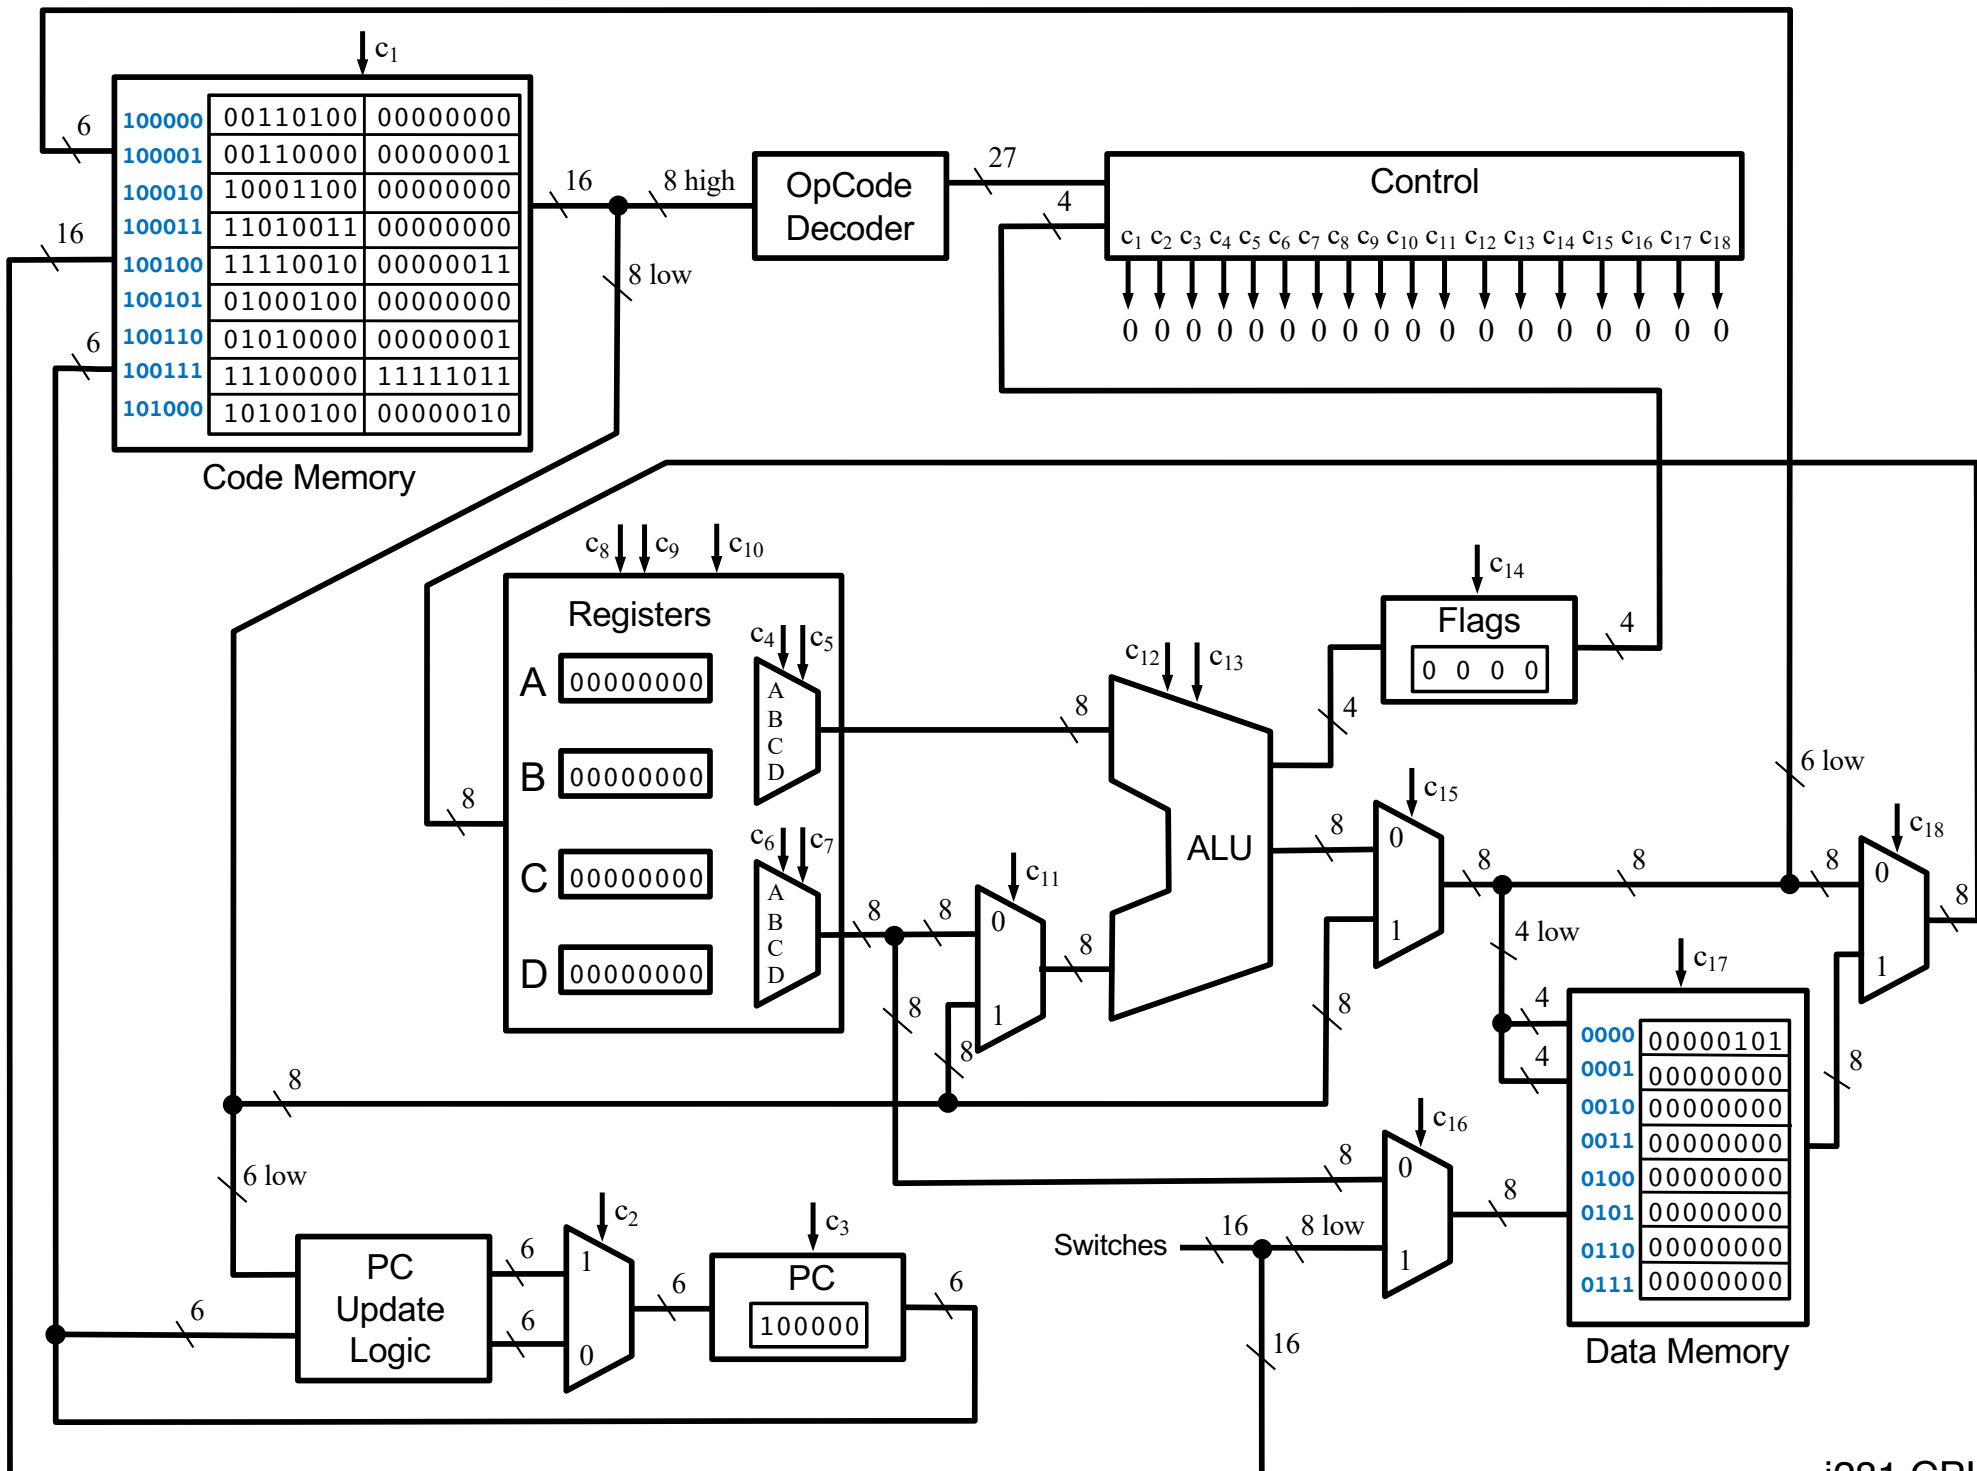 c1
100000 00110100 00000000
100001 00110000 00000001
100010 10001100 00000000
100011 11010011 00000000
100100 11110010 00000011
100101 01000100 00000000
100110 01010000 00000001
100111 11100000 11111011
101000 10100100 00000010
Code Memory
6
16
6
16
8 high
8 low
OpCode
Decoder
27
4
Control
c1 c2 c3 c4 c5 c6 c7 c8 c9 c10 c11 c12 c13 c14 c15 c16 c17 c18
0 0 0 0 0 0 0 0 0 0 0 0 0 0 0 0 0 0
c8 c9 c10
Registers
A 00000000
B 00000000
C 00000000
D 00000000
8
c4 c5
A
B
C
D
c6 c7
A
B
C
D
8
8
8
8
c11
0
1
8
8
8
c12 c13
ALU
4
c14
Flags
0 0 0 0
4
8
c15
0
1
8
8
8
6 low
8
c18
0
1
8
4 low
4
4
c17
0000 00000101
0001 00000000
0010 00000000
0011 00000000
0100 00000000
0101 00000000
0110 00000000
0111 00000000
Data Memory
8
c16
0
1
8
8
Switches
16
8 low
16
6 low
6
PC
Update
Logic
6
6
c2
1
0
6
c3
PC
100000
6